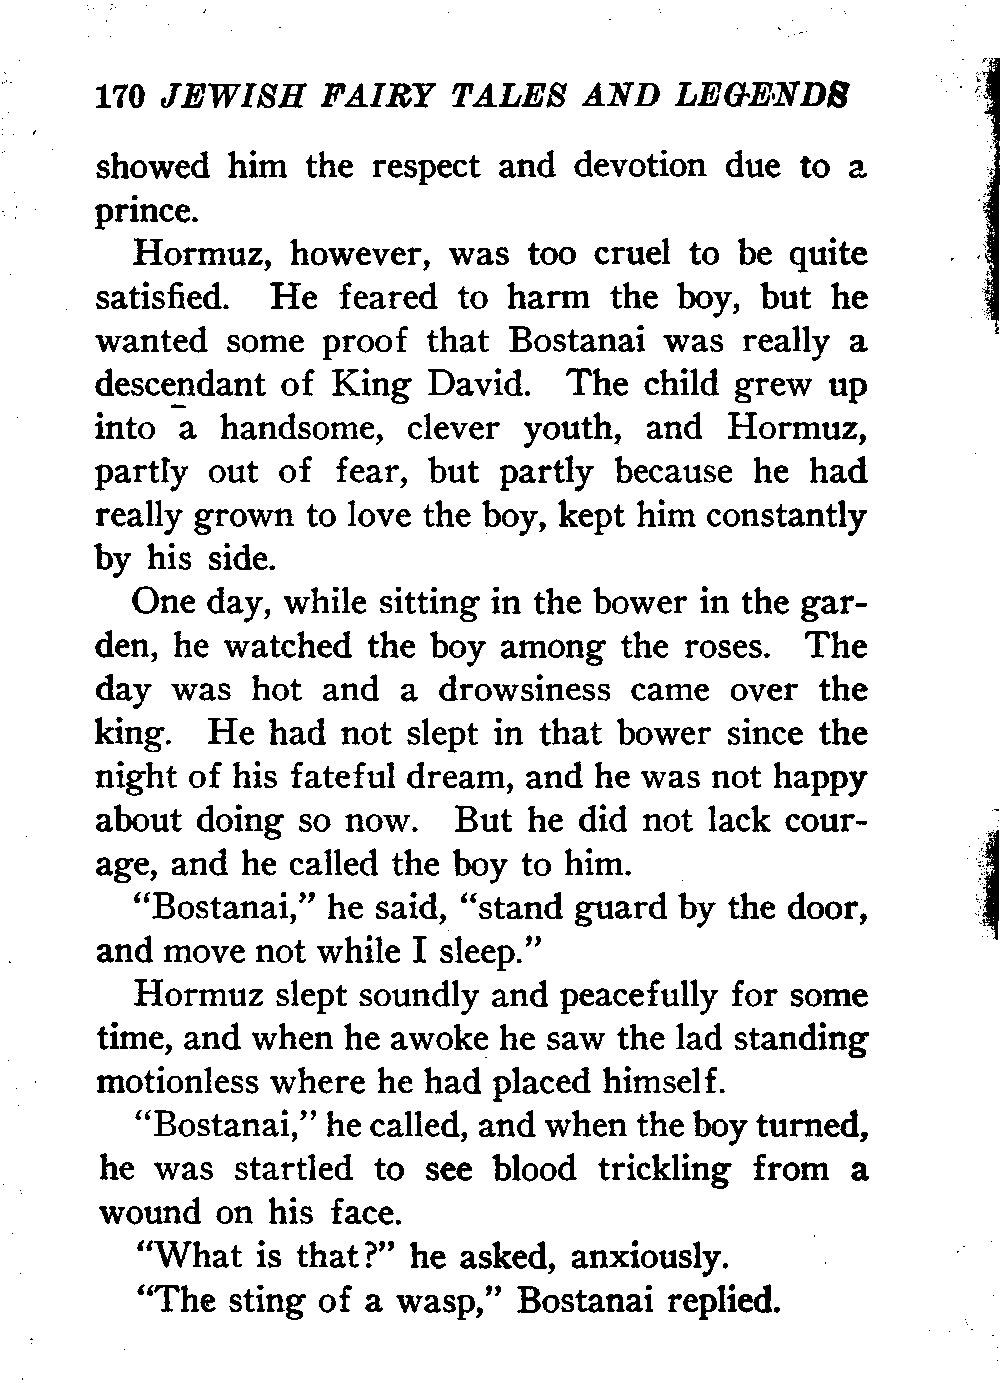 170 JEWISH FAIRY TALES AND LEGENDS
showed him the respect and devotion due to a
prince.
Hormuz, however, was too cruel to be quite
satisfied. He feared to harm the boy, but he
wanted some proof that Bostanai was really a
descendant of King David. The child grew up
into a handsome, clever youth, and Hormuz,
partly out of fear, but partly because he had
really grown to love the boy, kept him constantly
by his side.
One day, while sitting in the bower in the gar-
den, he watched the boy among the roses. The
day was hot and a drowsiness came over the
king. He had not slept in that bower since the
night of his fateful dream, and he was not happy
about doing so now. But he did not lack cour-
age, and he called the boy to him.
“Bostanai,” he said, “stand guard by the door,
and move not while I sleep.”
Hormuz slept soundly and peacefully for some
time, and when he awoke he saw the lad standing
motionless where he had placed himself.
“Bostanai,” he called, and when the boy turned,
he was startled to see blood trickling from a
wound on his face.
“What is that?” he asked, anxiously.
“The sting of a wasp,” Bostanai replied.